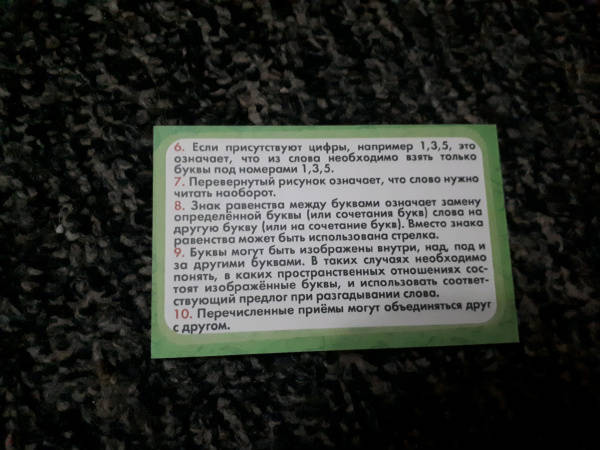 6. Если присутствуют цифры, например 1,3,5, это
означает, что из слова необходимо взять только
буквы под номерами 1,3,5.
7. Перевернутый рисунок означает, что слово нужно
читать наоборот.
8. Знак равенства между буквами означает замену
определённой буквы (или сочетания букв) слова на
другую букву (или на сочетание букв). Вместо знака
равенства может быть использована стрелка.
9. Буквы могут быть изображены внутри, над, под и
за другими буквами. В таких случаях необходимо
понять, в каких пространственных отношениях сос-
тоят изображённые буквы, и использовать соответ-
ствующий предлог при разгадывании слова.
10. Перечисленные приёмы могут объединяться друг
с другом.